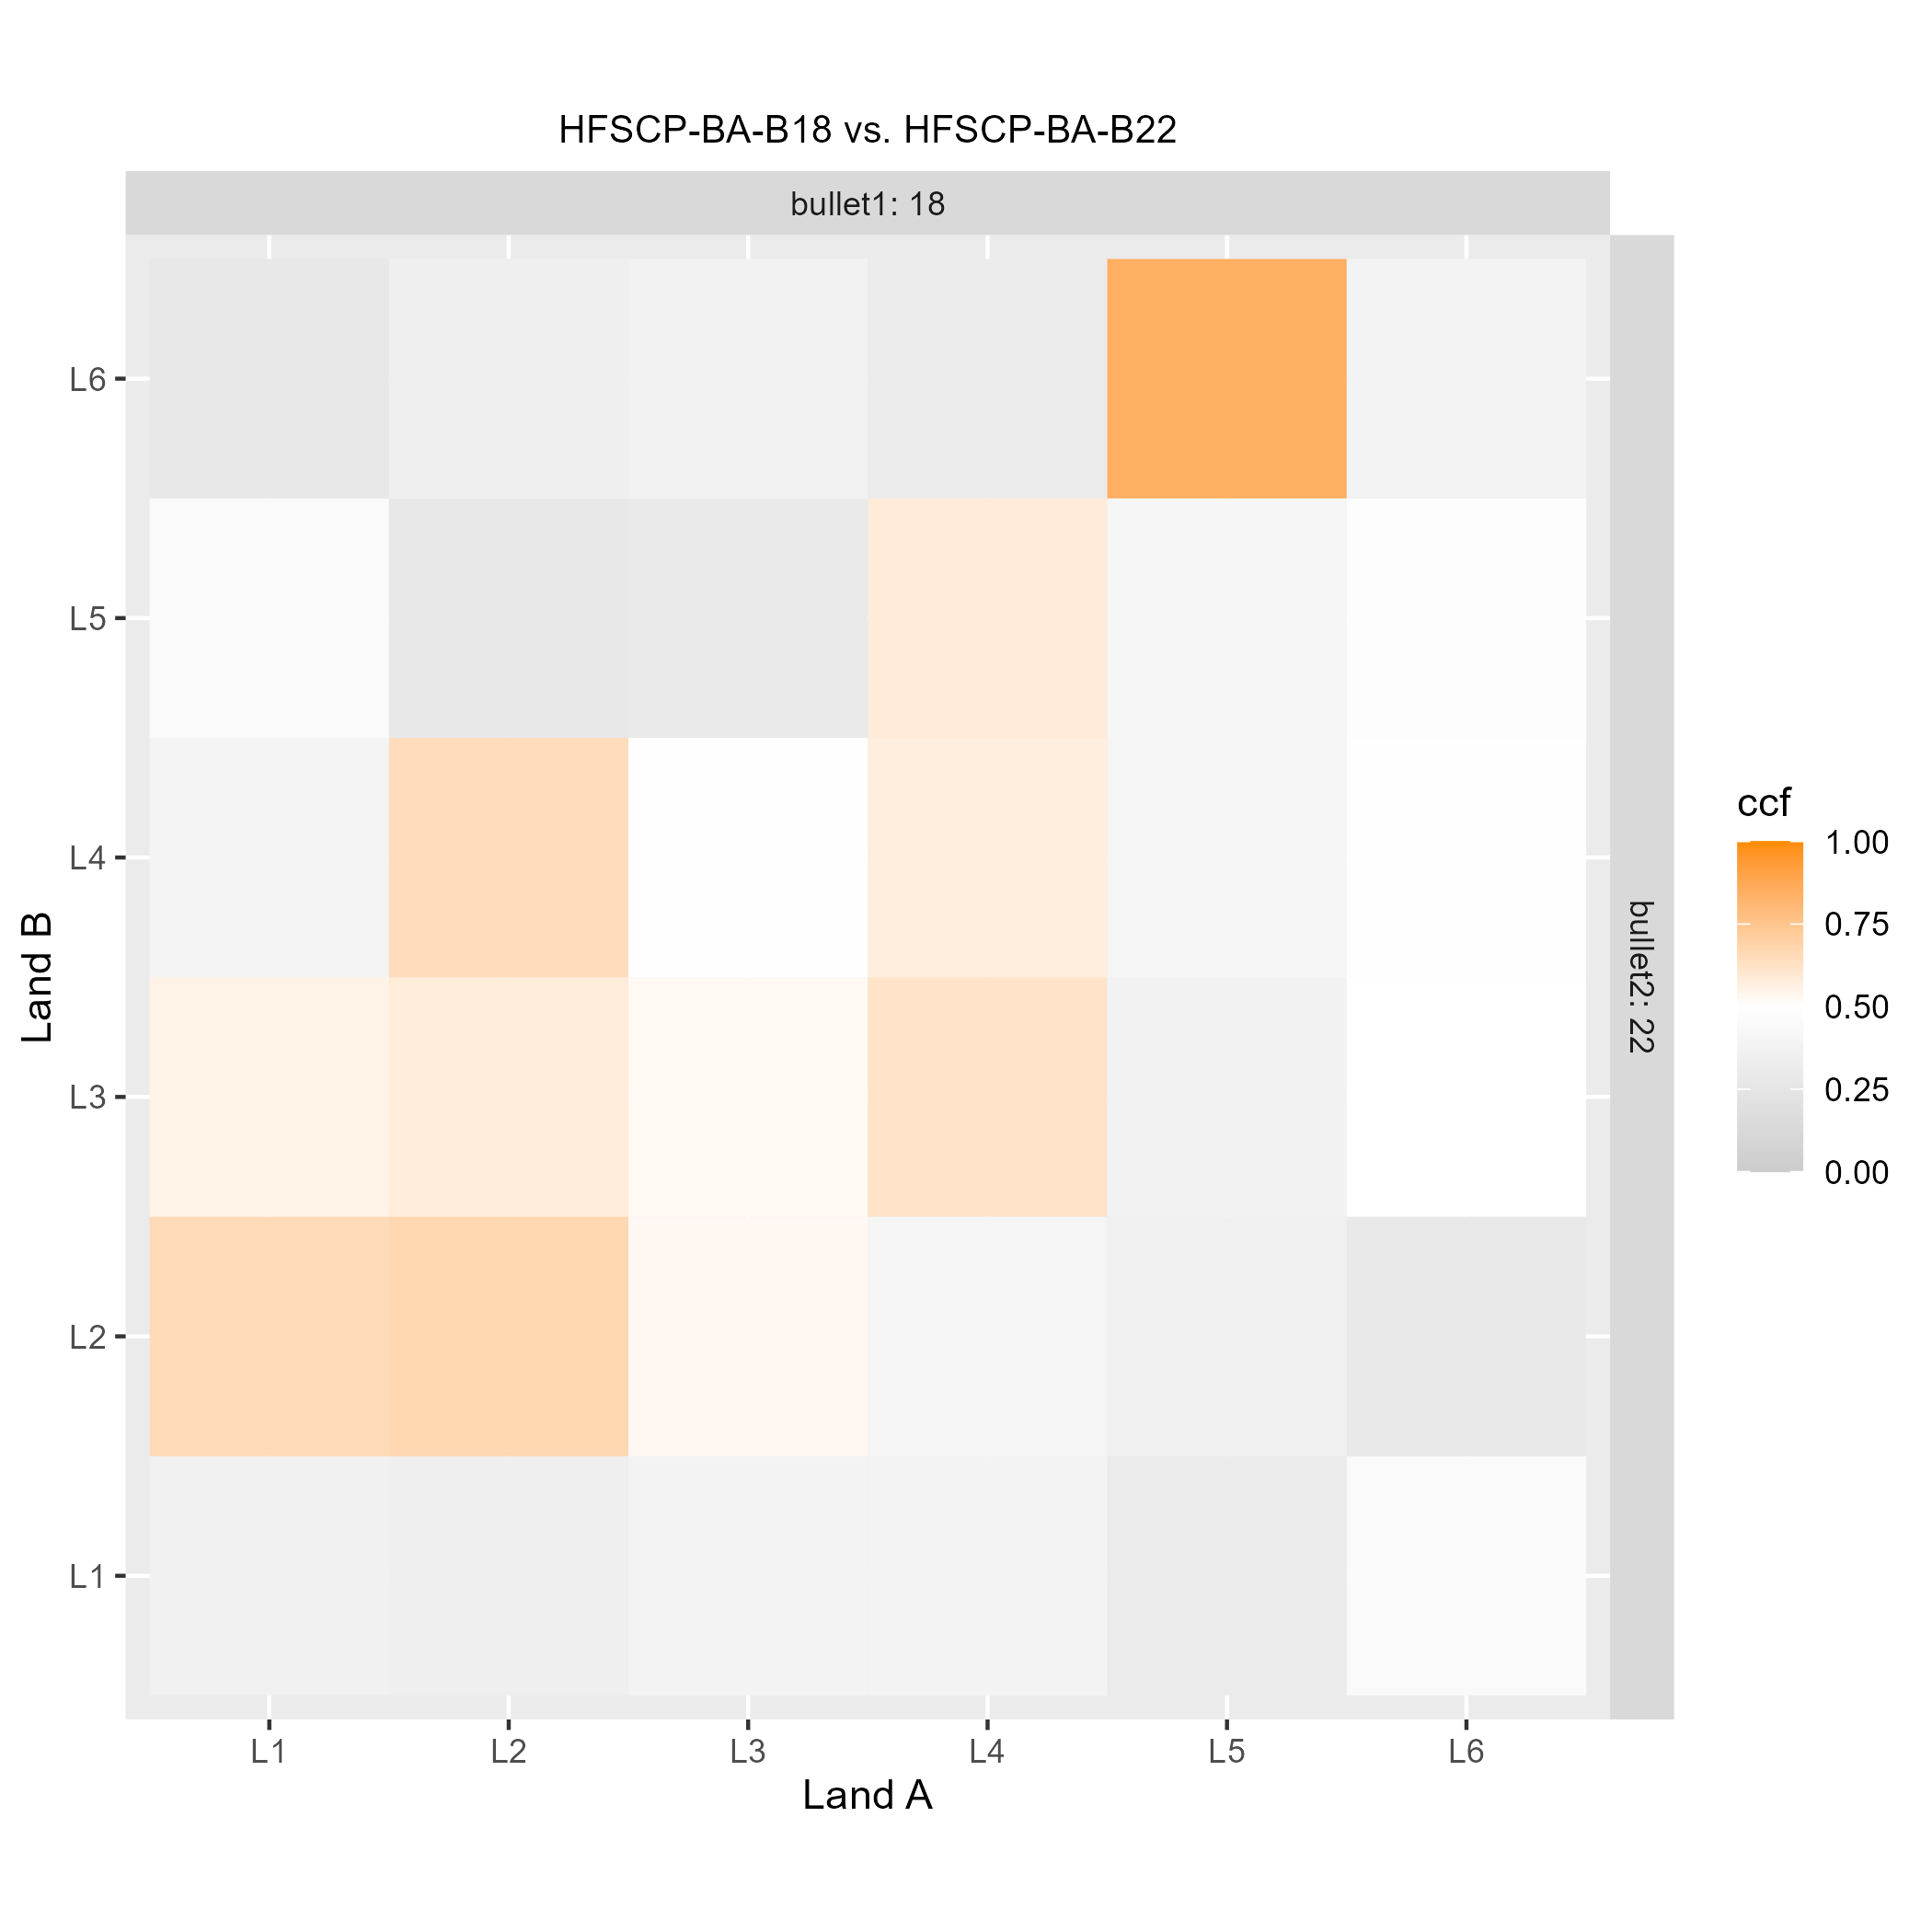 HFSCP-BA-B18 vs. HFSCP-BA-B22
bullet1: 18
L6
L5
L4
L3
L2
L1
Land B
bullet2: 22
ccf
1.00
0.75
0.50
0.25
0.00
L1
L2
L3
L4
L5
L6
Land A